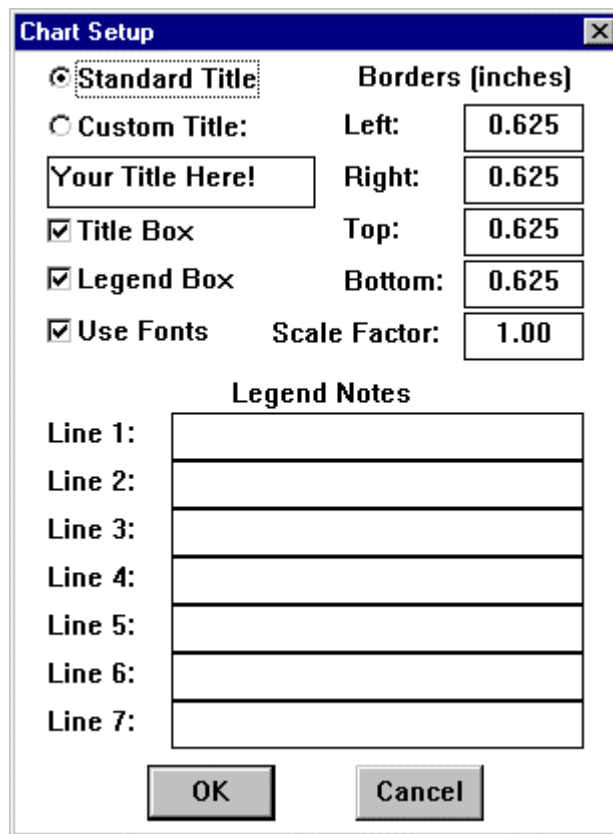 Chart Setup
Standard Title
Borders (inches)
Custom Title:
Left: 0.625
Your Title Here!
Right: 0.625
Title Box
Top: 0.625
Legend Box
Bottom: 0.625
Use Fonts
Scale Factor: 1.00
Legend Notes
Line 1:
Line 2:
Line 3:
Line 4:
Line 5:
Line 6:
Line 7:
OK
Cancel